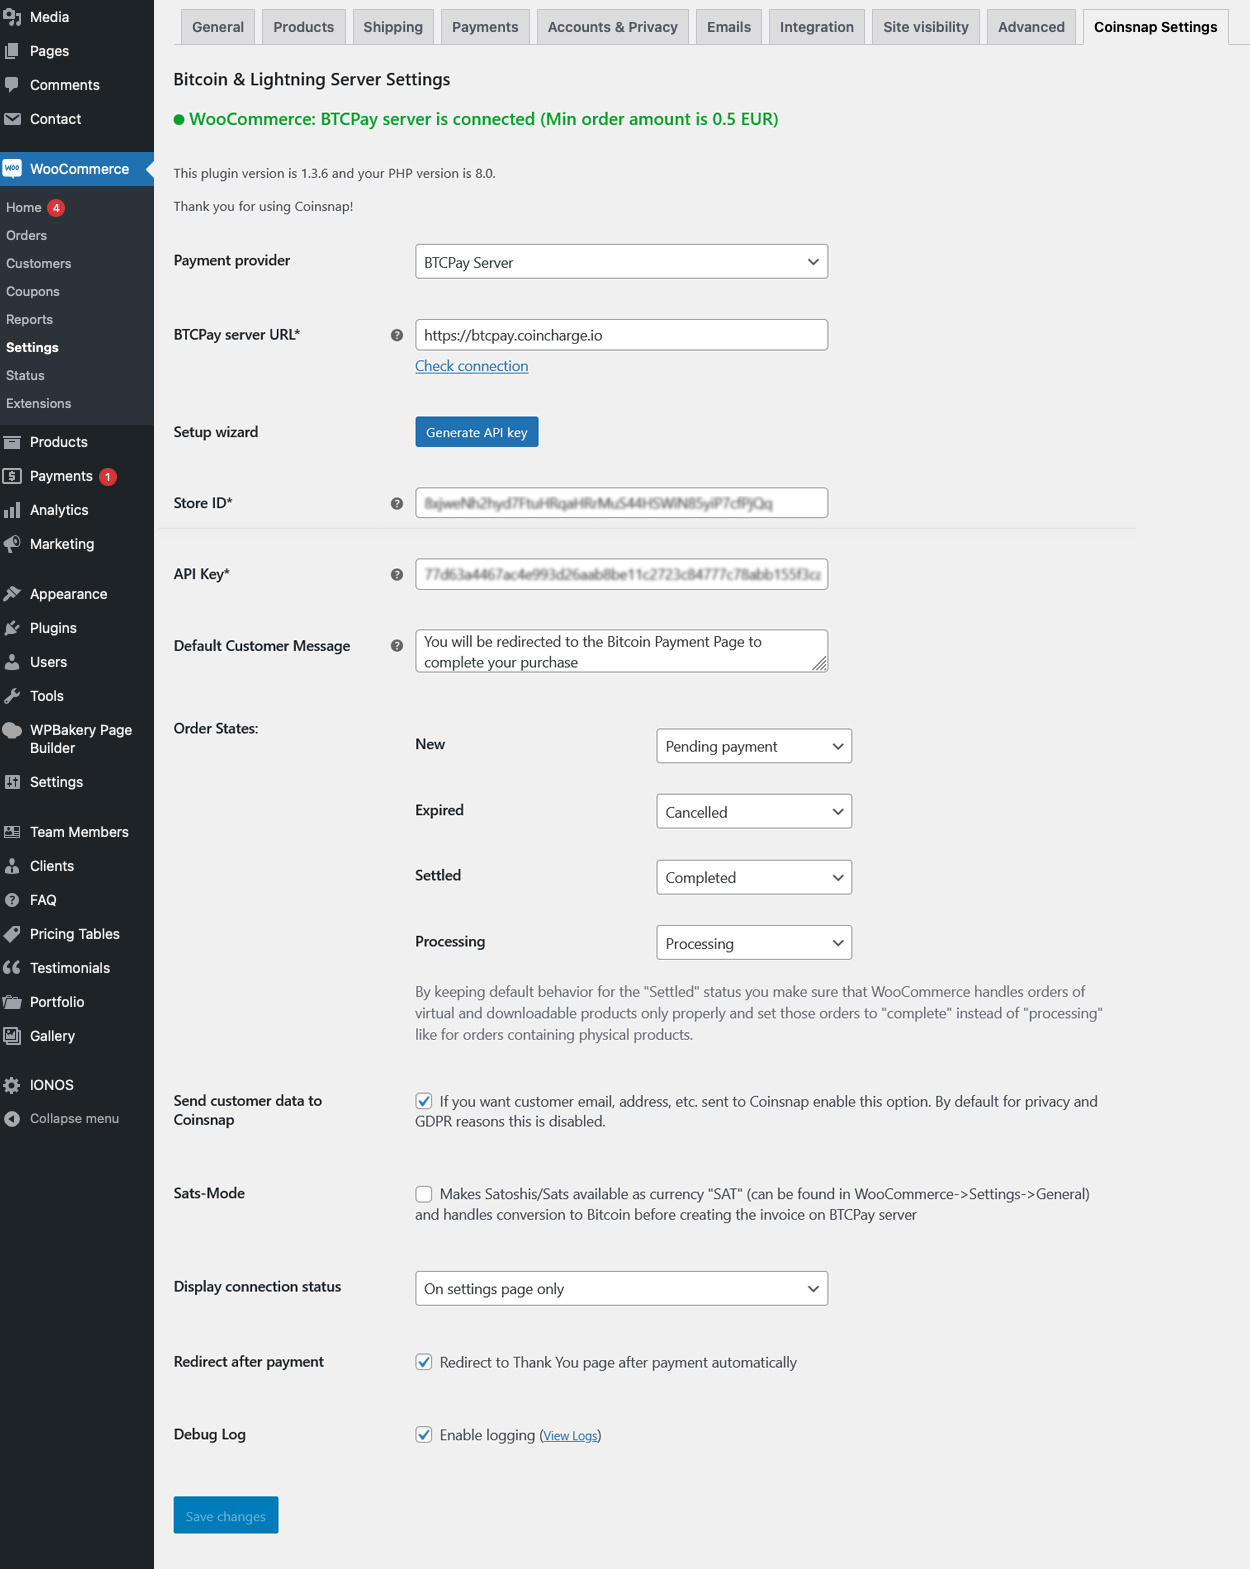 Media
Pages
Comments
Contact
WooCommerce
Home 4
Orders
Customers
Coupons
Reports
Settings
Status
Extensions
Products
Payments 1
Analytics
Marketing
Appearance
Plugins
Users
Tools
WPBakery Page
Builder
Settings
Team Members
Clients
FAQ
Pricing Tables
Testimonials
Portfolio
Gallery
IONOS
Collapse menu
General Products Shipping Payments Accounts & Privacy Emails Integration Site visibility Advanced Coinsnap Settings
Bitcoin & Lightning Server Settings
WooCommerce: BTCPay server is connected (Min order amount is 0.5 EUR)
This plugin version is 1.3.6 and your PHP version is 8.0.
Thank you for using Coinsnap!
Payment provider
BTCPay Server
BTCPay server URL*
https://btcpay.coincharge.io
Check connection
Setup wizard
Generate API key
Store ID*
API Key*
Default Customer Message
You will be redirected to the Bitcoin Payment Page to
complete your purchase
Order States:
New
Pending payment
Expired
Cancelled
Settled
Completed
Processing
Processing
By keeping default behavior for the "Settled" status you make sure that WooCommerce handles orders of
virtual and downloadable products only properly and set those orders to "complete" instead of "processing"
like for orders containing physical products.
Send customer data to
Coinsnap
If you want customer email, address, etc. sent to Coinsnap enable this option. By default for privacy and
GDPR reasons this is disabled.
Sats-Mode
Makes Satoshis/Sats available as currency "SAT" (can be found in WooCommerce->Settings->General)
and handles conversion to Bitcoin before creating the invoice on BTCPay server
Display connection status
On settings page only
Redirect after payment
Redirect to Thank You page after payment automatically
Debug Log
Enable logging (View Logs)
Save changes